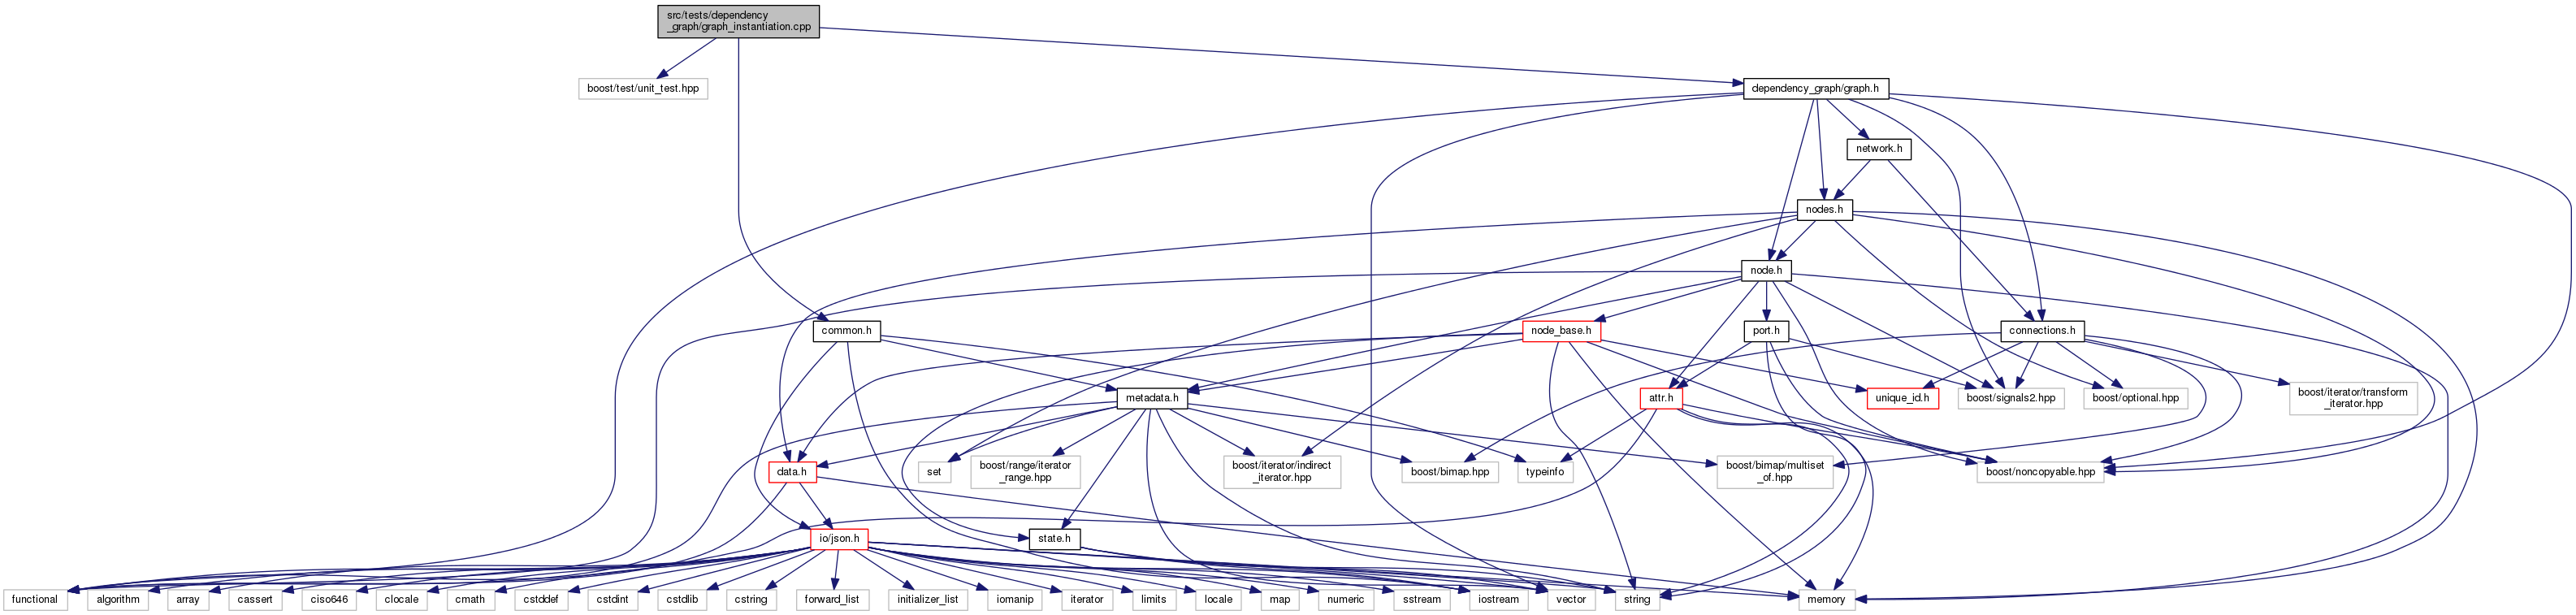 src/tests/dependency
_graph/graph_instantiation.cpp
boost/test/unit_test.hpp
dependency_graph/graph.h
network.h
nodes.h
node.h
common.h
node_base.h
port.h
connections.h
metadata.h
attr.h
unique_id.h
boost/signals2.hpp
boost/optional.hpp
boost/iterator/transform
_iterator.hpp
data.h
set
boost/range/iterator
_range.hpp
boost/iterator/indirect
_iterator.hpp
boost/bimap.hpp
typeinfo
boost/bimap/multiset
_of.hpp
boost/noncopyable.hpp
io/json.h
state.h
functional
algorithm
array
cassert
ciso646
clocale
cmath
cstddef
cstdint
cstdlib
cstring
forward_list
initializer_list
iomanip
iterator
limits
locale
map
numeric
sstream
iostream
vector
string
memory